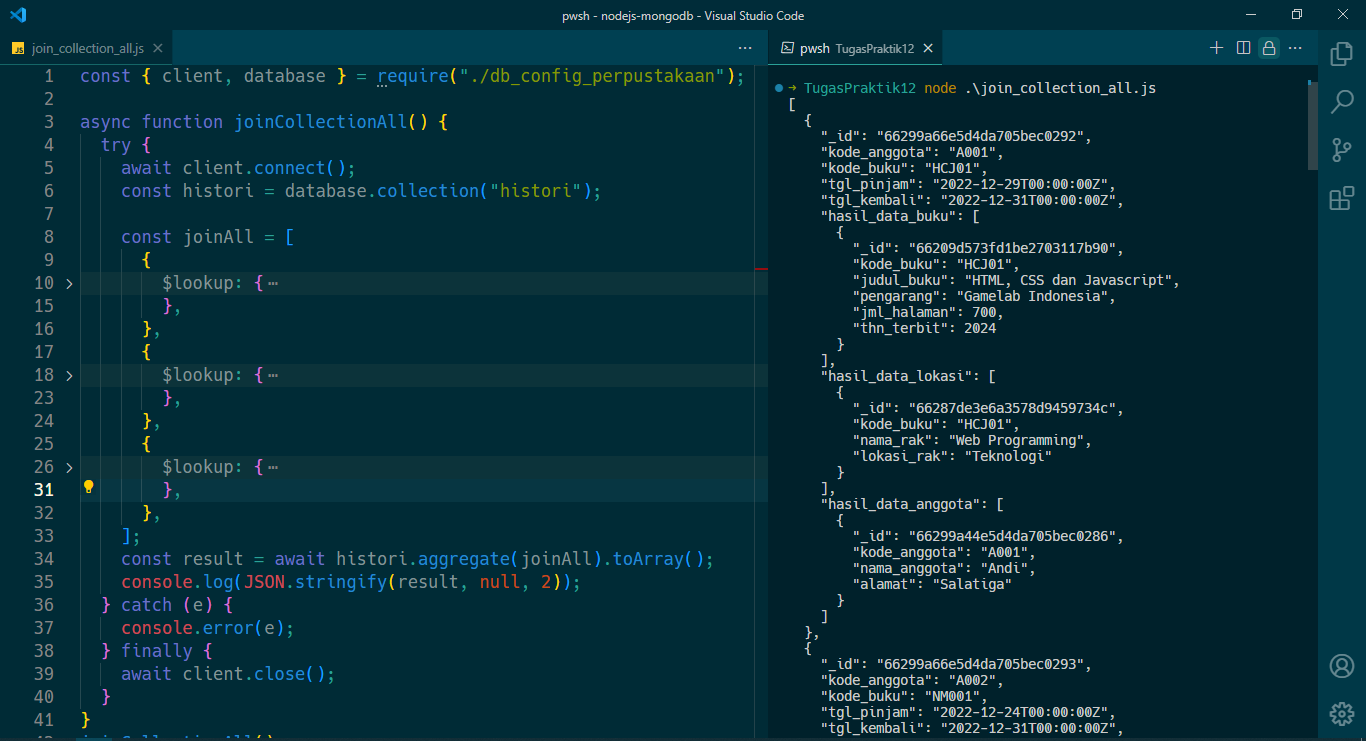 pwsh - nodejs-mongodb - Visual Studio Code
JS join_collection_all.js
1 const { client, database } = require("./db_config_perpustakaan");
2
3 async function joinCollectionAll() {
4 try {
5 await client.connect();
6 const histori = database.collection("histori");
7
8 const joinAll = [
9 {
10 $lookup: { ⋯
15 },
16 },
17 {
18 $lookup: { ⋯
23 },
24 },
25 {
26 $lookup: { ⋯
31 },
32 },
33 ];
34 const result = await histori.aggregate(joinAll).toArray();
35 console.log(JSON.stringify(result, null, 2));
36 } catch (e) {
37 console.error(e);
38 } finally {
39 await client.close();
40 }
41 }
pwsh TugasPraktik12
→ TugasPraktik12 node .\join_collection_all.js
[
{
"_id": "66299a66e5d4da705bec0292",
"kode_anggota": "A001",
"kode_buku": "HCJ01",
"tgl_pinjam": "2022-12-29T00:00:00Z",
"tgl_kembali": "2022-12-31T00:00:00Z",
"hasil_data_buku": [
{
"_id": "66209d573fd1be2703117b90",
"kode_buku": "HCJ01",
"judul_buku": "HTML, CSS dan Javascript",
"pengarang": "Gamelab Indonesia",
"jml_halaman": 700,
"thn_terbit": 2024
}
],
"hasil_data_lokasi": [
{
"_id": "66287de3e6a3578d9459734c",
"kode_buku": "HCJ01",
"nama_rak": "Web Programming",
"lokasi_rak": "Teknologi"
}
],
"hasil_data_anggota": [
{
"_id": "66299a44e5d4da705bec0286",
"kode_anggota": "A001",
"nama_anggota": "Andi",
"alamat": "Salatiga"
}
]
},
{
"_id": "66299a66e5d4da705bec0293",
"kode_anggota": "A002",
"kode_buku": "NM001",
"tgl_pinjam": "2022-12-24T00:00:00Z",
"tgl_kembali": "2022-12-31T00:00:00Z",